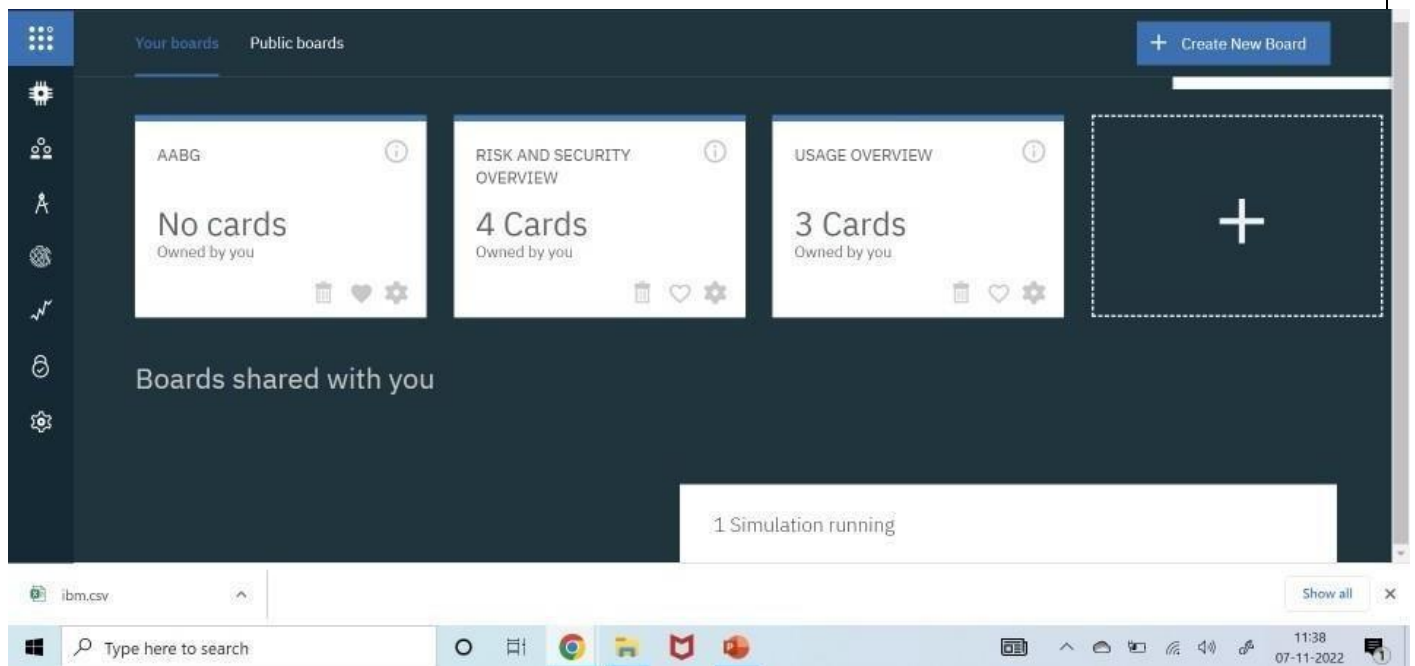 Your boards Public boards + Create New Board
AABG
No cards
Owned by you
RISK AND SECURITY
OVERVIEW
4 Cards
Owned by you
USAGE OVERVIEW
3 Cards
Owned by you
Boards shared with you
1 Simulation running
ibm.csv
Show all
Type here to search
11:38
07-11-2022
1